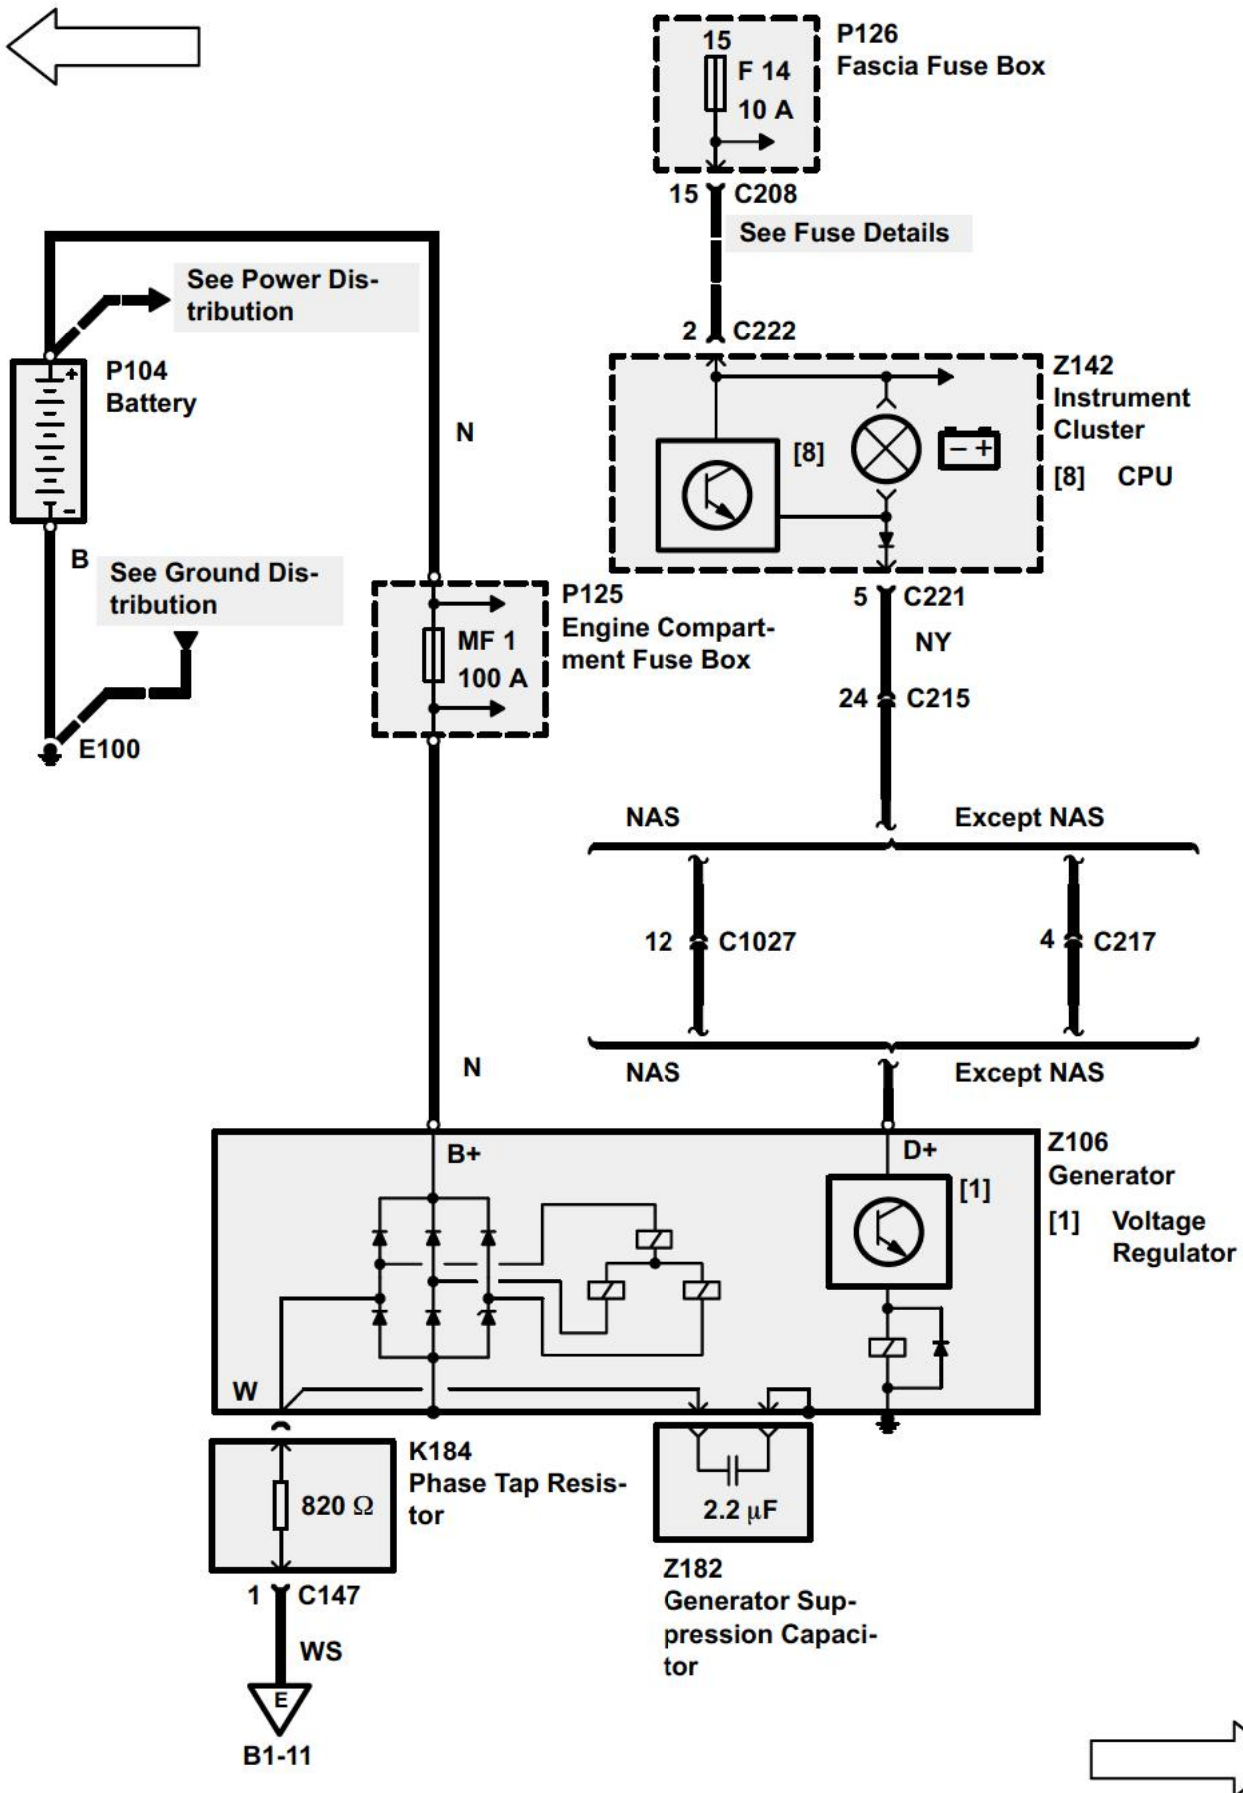 15
F 14
10 A
P126
Fascia Fuse Box
15
C208
See Fuse Details
See Power Dis-
tribution
2
C222
P104
Battery
+
-
N
Z142
Instrument
Cluster
[8]
- +
[8] CPU
B
See Ground Dis-
tribution
P125
Engine Compart-
ment Fuse Box
MF 1
100 A
5
C221
NY
24
C215
E100
NAS
Except NAS
12
C1027
4
C217
N
NAS
Except NAS
B+
D+
Z106
Generator
[1]
[1] Voltage
Regulator
W
K184
Phase Tap Resis-
tor
820 Ω
2.2 µF
Z182
Generator Sup-
pression Capaci-
tor
1
C147
WS
E
B1-11